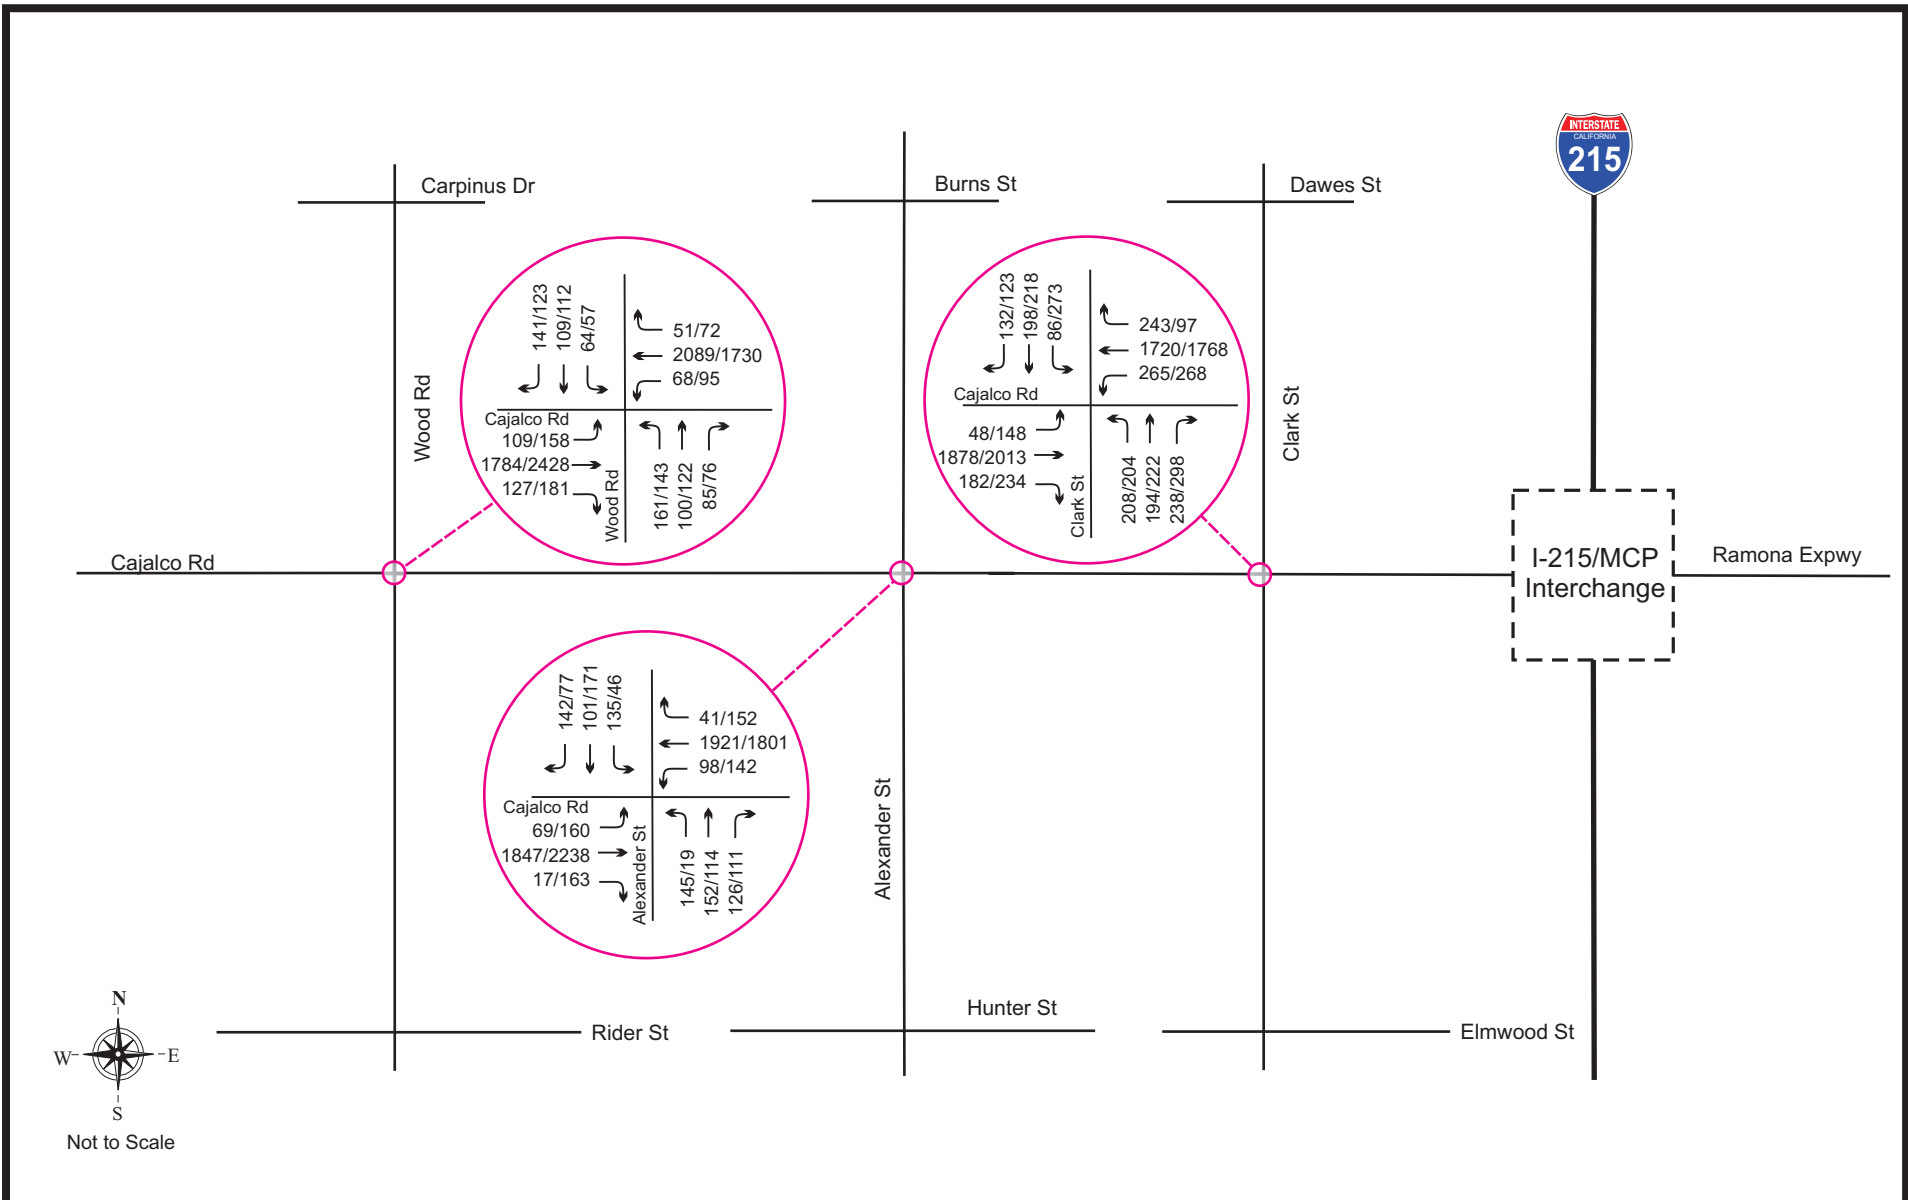 INTERSTATE
CALIFORNIA
215
Carpinus Dr
Burns St
Dawes St
Wood Rd
141/123
109/112
64/57
51/72
2089/1730
68/95
Cajalco Rd
109/158
1784/2428
127/181
Wood Rd
161/143
100/122
85/76
132/123
198/218
86/273
243/97
1720/1768
265/268
Cajalco Rd
48/148
1878/2013
182/234
Clark St
208/204
194/222
238/298
Clark St
Cajalco Rd
I-215/MCP
Interchange
Ramona Expwy
142/77
101/171
135/46
41/152
1921/1801
98/142
Cajalco Rd
69/160
1847/2238
17/163
Alexander St
145/19
152/114
126/111
Alexander St
N
W
E
S
Not to Scale
Rider St
Hunter St
Elmwood St